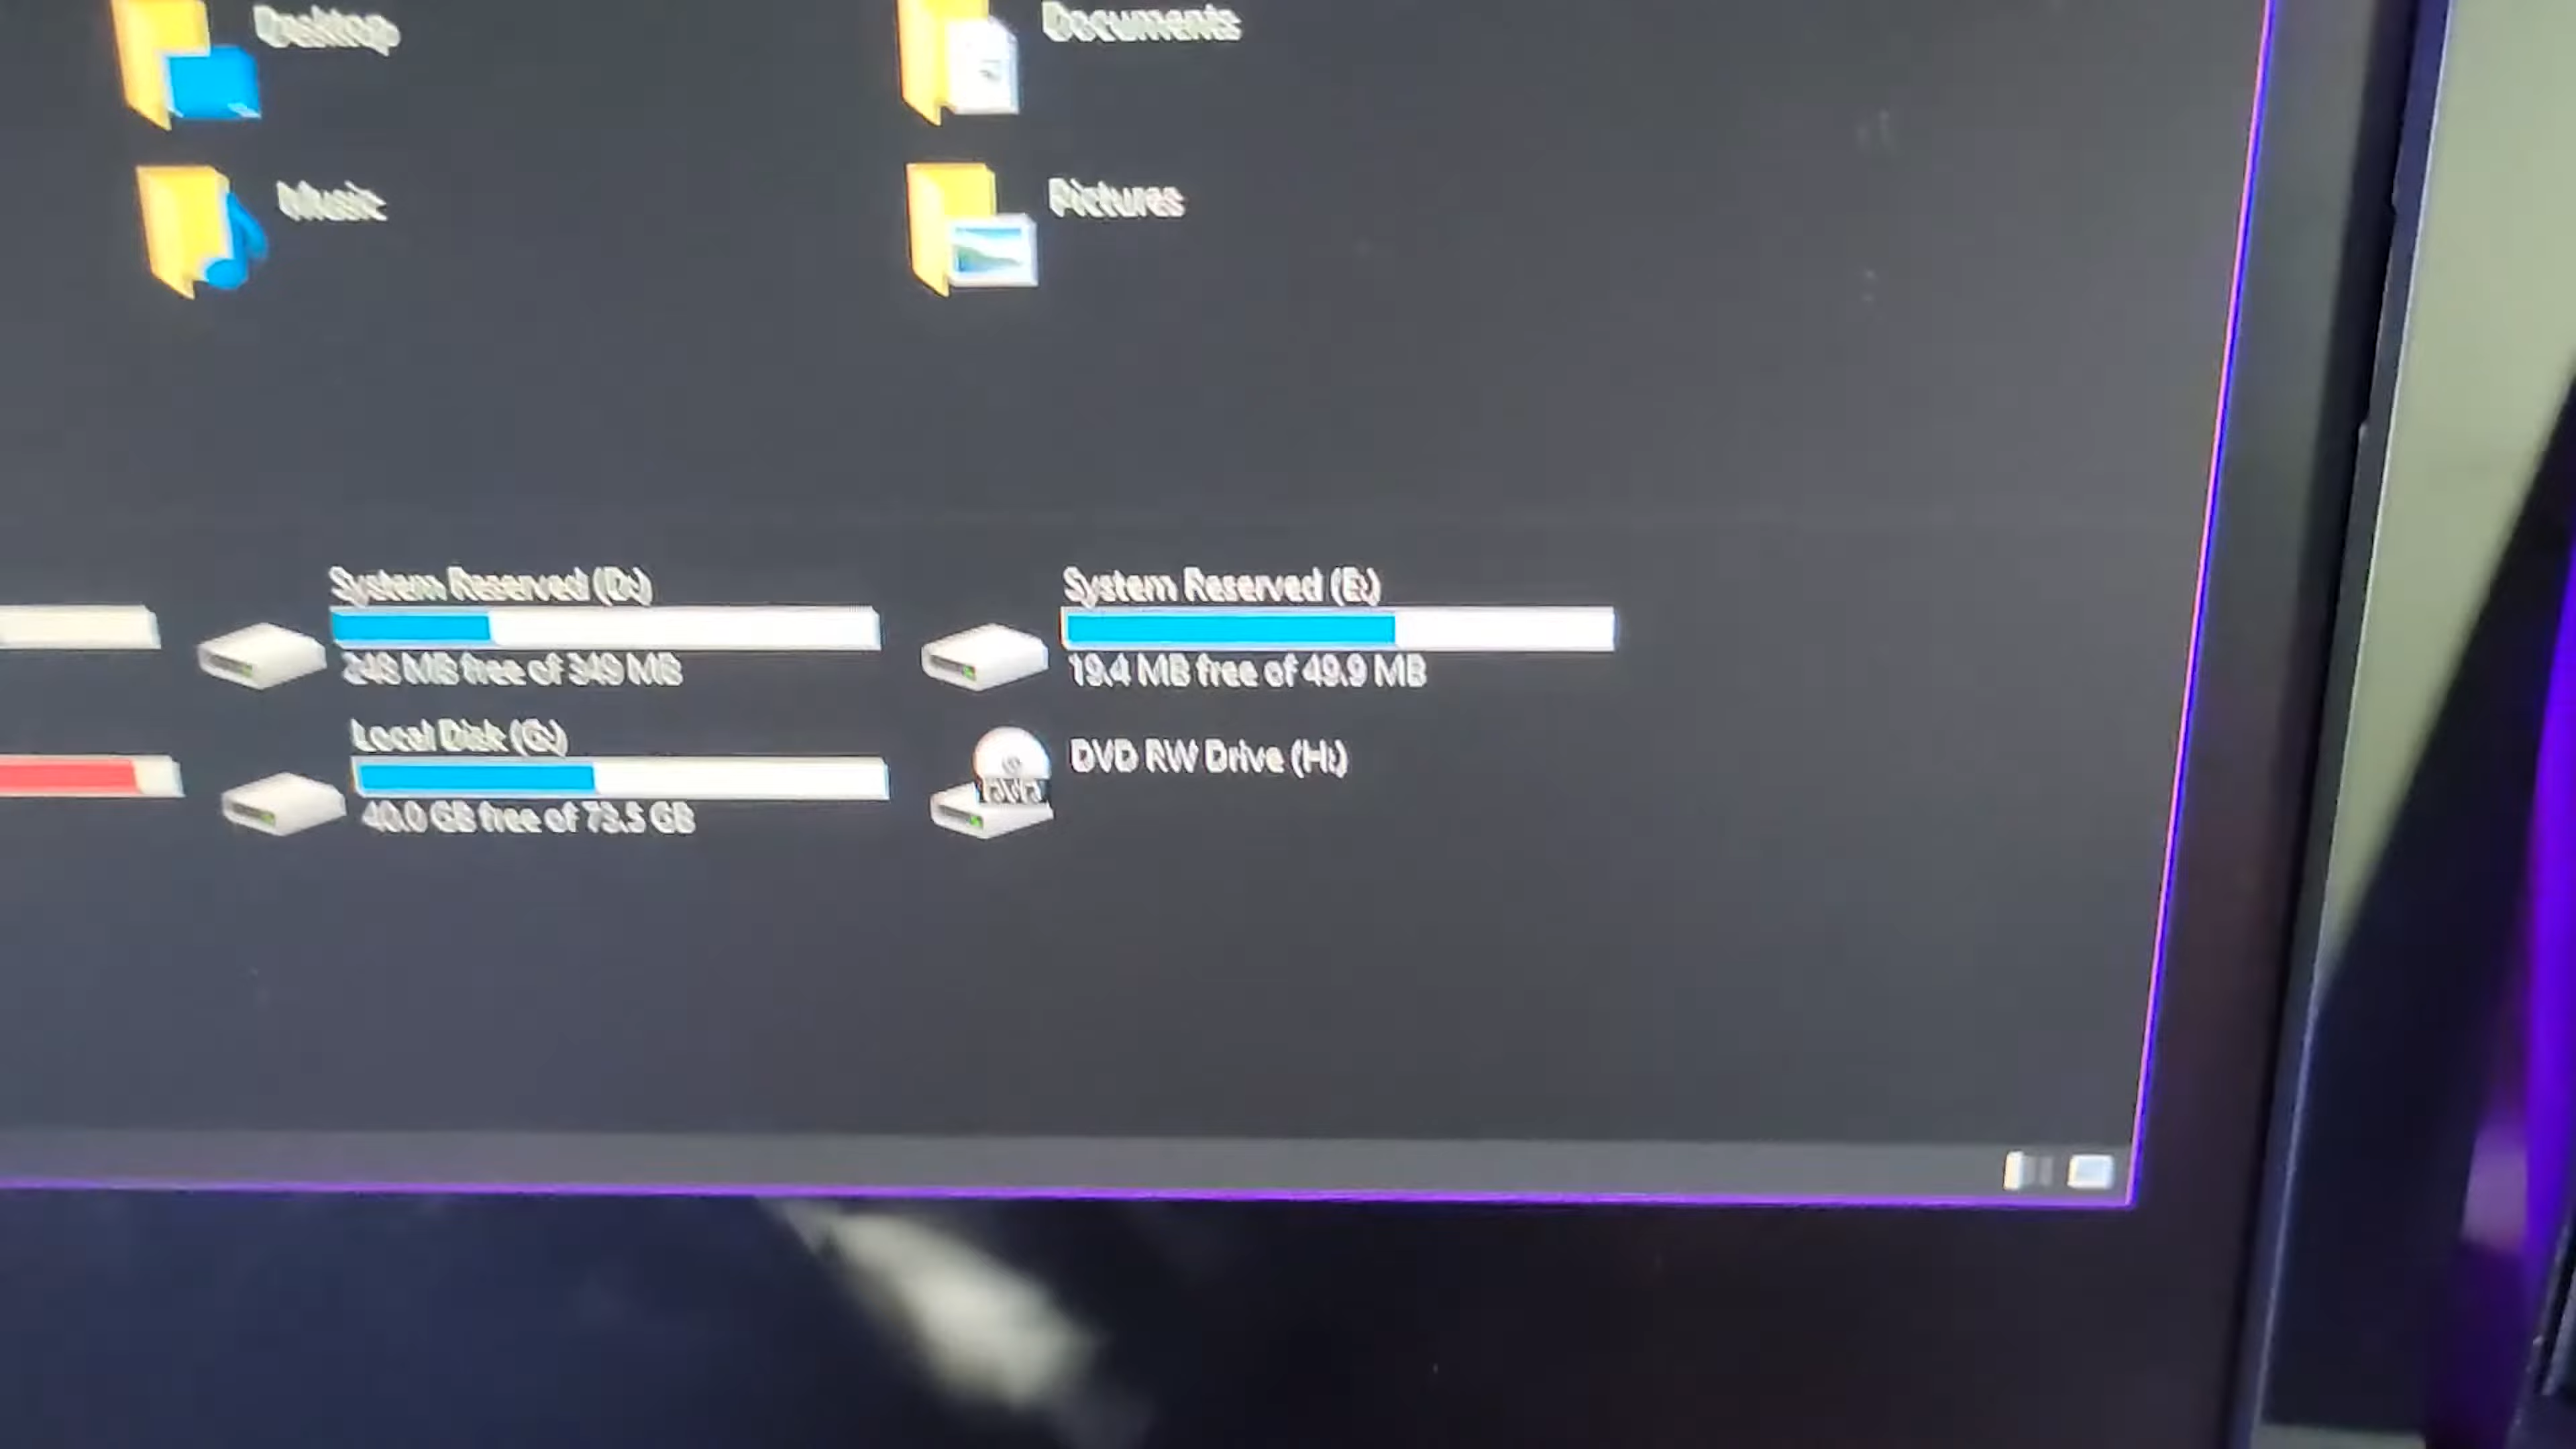 Desktop
Documents
Music
Pictures
System Reserved (D:)
248 MB free of 349 MB
System Reserved (E:)
19.4 MB free of 49.9 MB
Local Disk (G:)
40.0 GB free of 73.5 GB
DVD RW Drive (H:)